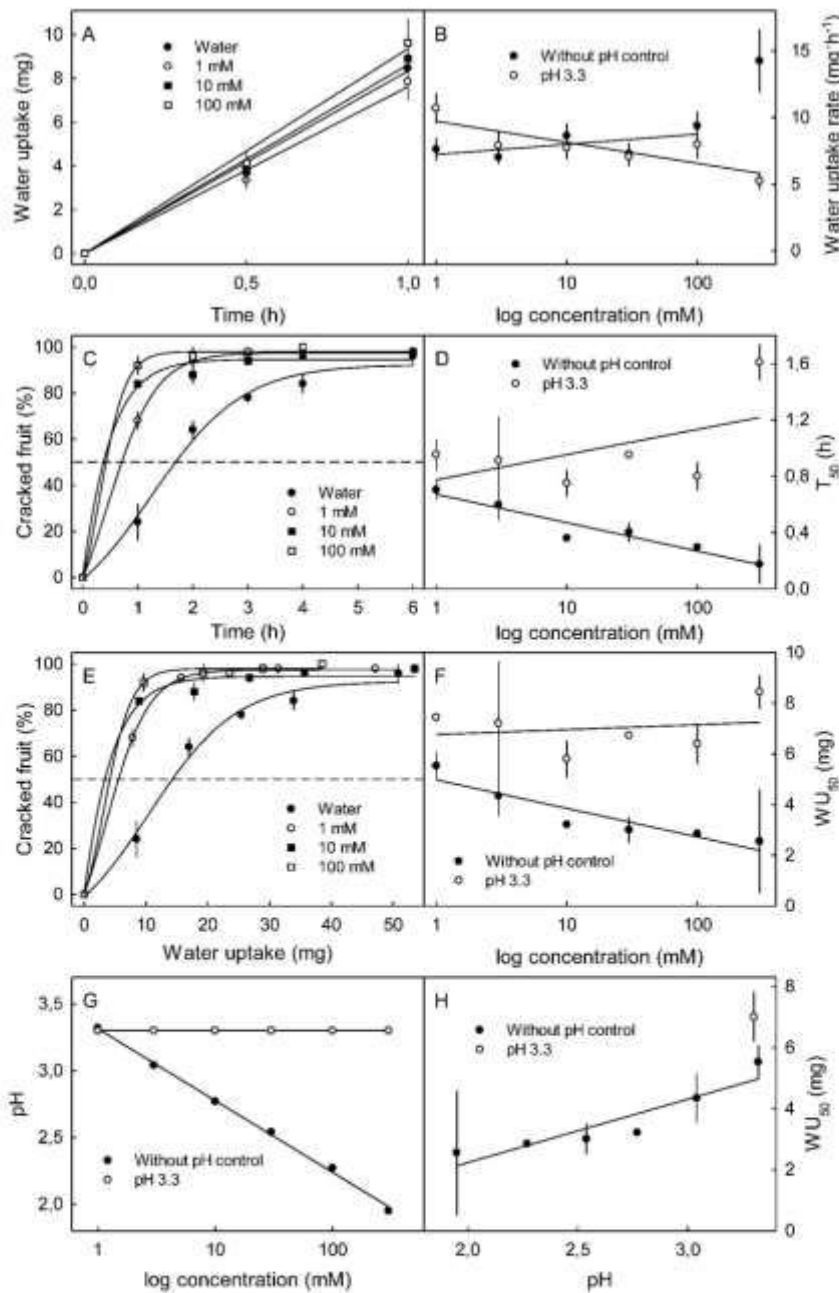 A
Water
1 mM
10 mM
100 mM
Water uptake (mg)
10
8
6
4
2
0
0,0
0,5
1,0
Time (h)
B
Without pH control
pH 3.3
15
10
5
0
Water uptake rate (mg·h⁻¹)
1
10
100
log concentration (mM)
C
Cracked fruit (%)
100
80
60
40
20
0
Water
1 mM
10 mM
100 mM
0
1
2
3
4
6
Time (h)
D
Without pH control
pH 3.3
1.6
1.2
0.8
0.4
0.0
T₅₀ (h)
1
10
100
log concentration (mM)
E
Cracked fruit (%)
100
80
60
40
20
0
Water
1 mM
10 mM
100 mM
0
10
20
30
40
50
Water uptake (mg)
F
Without pH control
pH 3.3
10
8
6
4
2
0
WU₅₀ (mg)
1
10
100
log concentration (mM)
G
pH
3,5
3,0
2,5
2,0
Without pH control
pH 3.3
1
10
100
log concentration (mM)
H
Without pH control
pH 3.3
8
6
4
2
0
WU₅₀ (mg)
2,0
2,5
3,0
pH